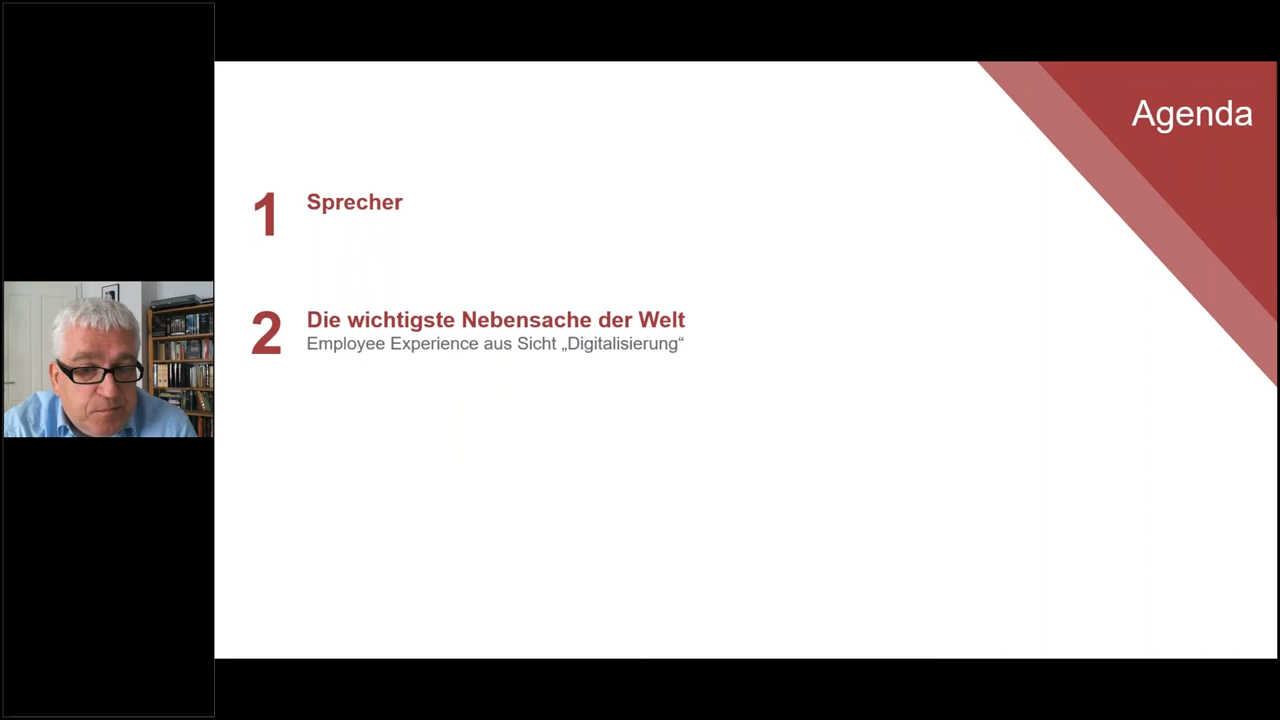 Agenda
1
Sprecher
2
Die wichtigste Nebensache der Welt
Employee Experience aus Sicht „Digitalisierung“